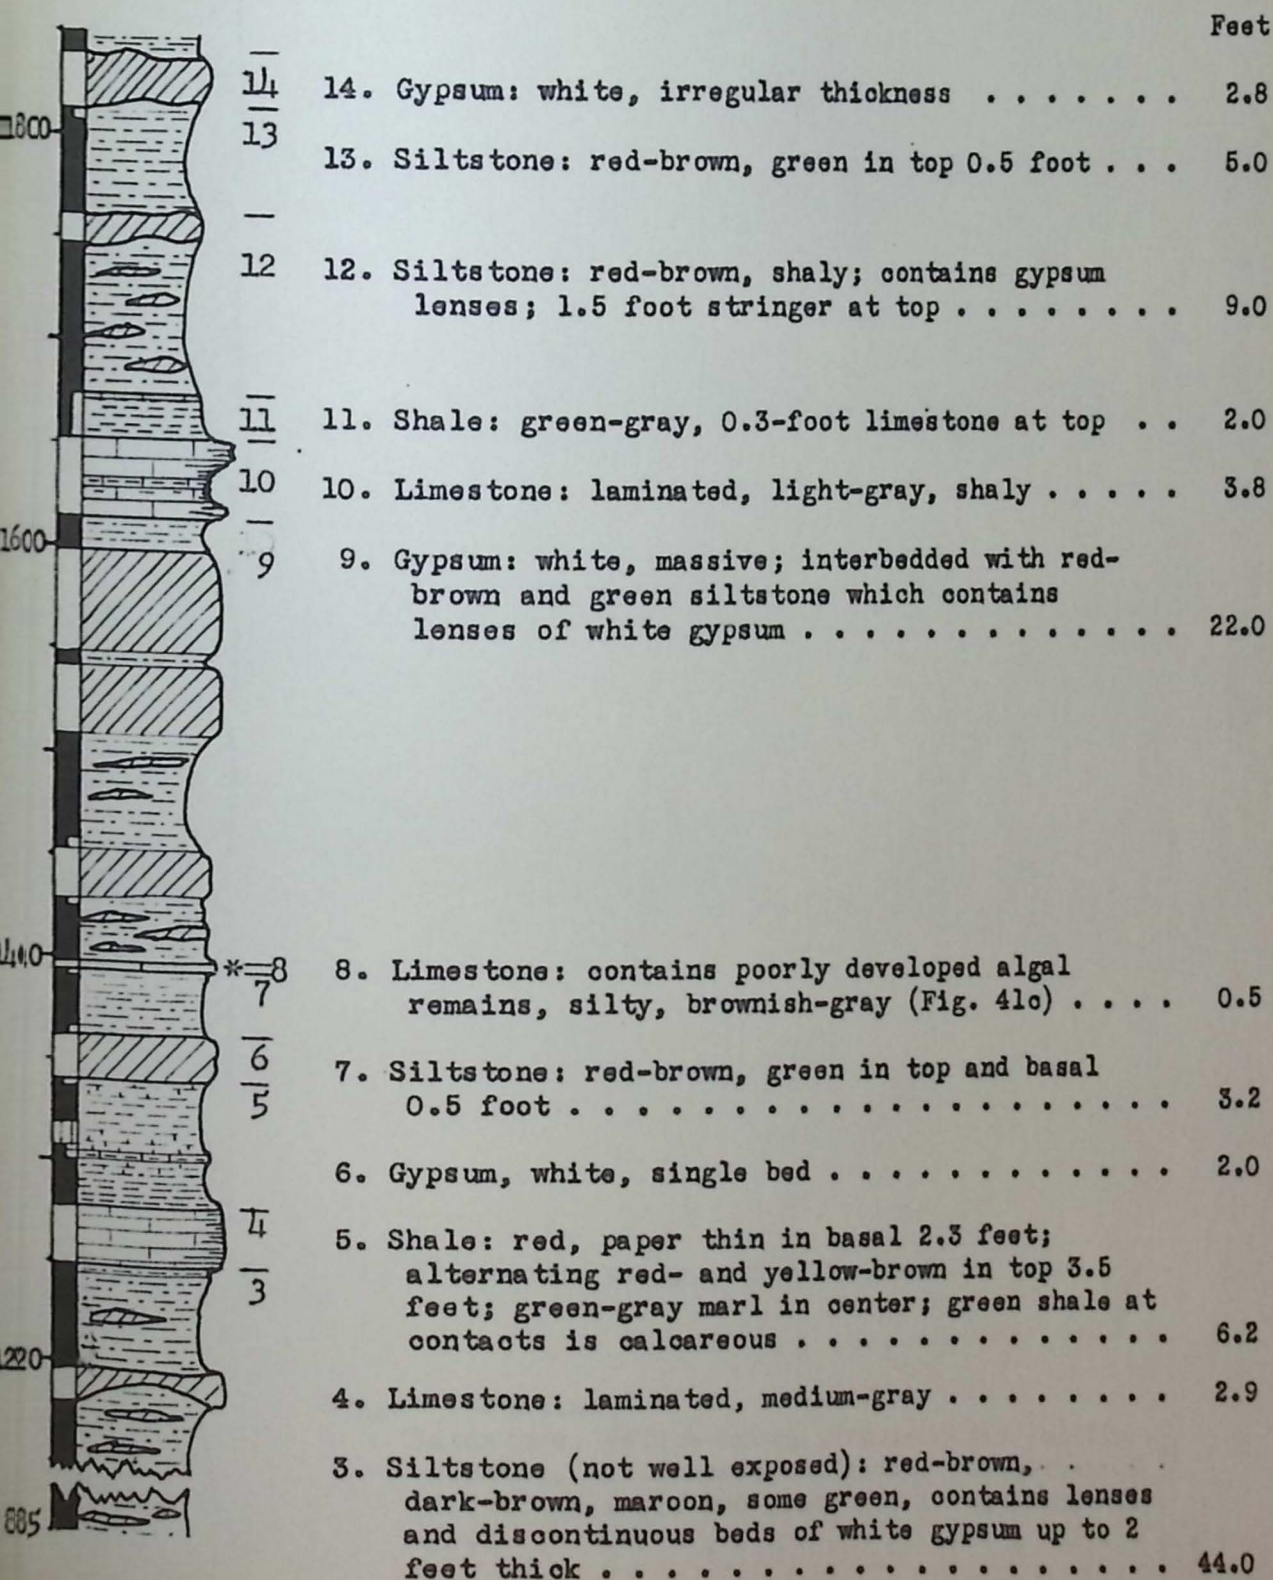 Feet
14
14. Gypsum: white, irregular thickness . . . . . . . 2.8
1800
13
13. Siltstone: red-brown, green in top 0.5 foot . . . 5.0
12
12. Siltstone: red-brown, shaly; contains gypsum
lenses; 1.5 foot stringer at top . . . . . . . . 9.0
11
11. Shale: green-gray, 0.3-foot limestone at top . . 2.0
10
10. Limestone: laminated, light-gray, shaly . . . . . 3.8
1600
9
9. Gypsum: white, massive; interbedded with red-
brown and green siltstone which contains
lenses of white gypsum . . . . . . . . . . . . . 22.0
*8
8. Limestone: contains poorly developed algal
7
remains, silty, brownish-gray (Fig. 41c) . . . . 0.5
6
7. Siltstone: red-brown, green in top and basal
5
0.5 foot . . . . . . . . . . . . . . . . . . 3.2
6. Gypsum, white, single bed . . . . . . . . . . . . 2.0
4
5. Shale: red, paper thin in basal 2.3 feet;
3
alternating red- and yellow-brown in top 3.5
feet; green-gray marl in center; green shale at
contacts is calcareous . . . . . . . . . . . . . 6.2
1220
4. Limestone: laminated, medium-gray . . . . . . . . 2.9
3. Siltstone (not well exposed): red-brown,
dark-brown, maroon, some green, contains lenses
885
and discontinuous beds of white gypsum up to 2
feet thick . . . . . . . . . . . . . . . . . 44.0